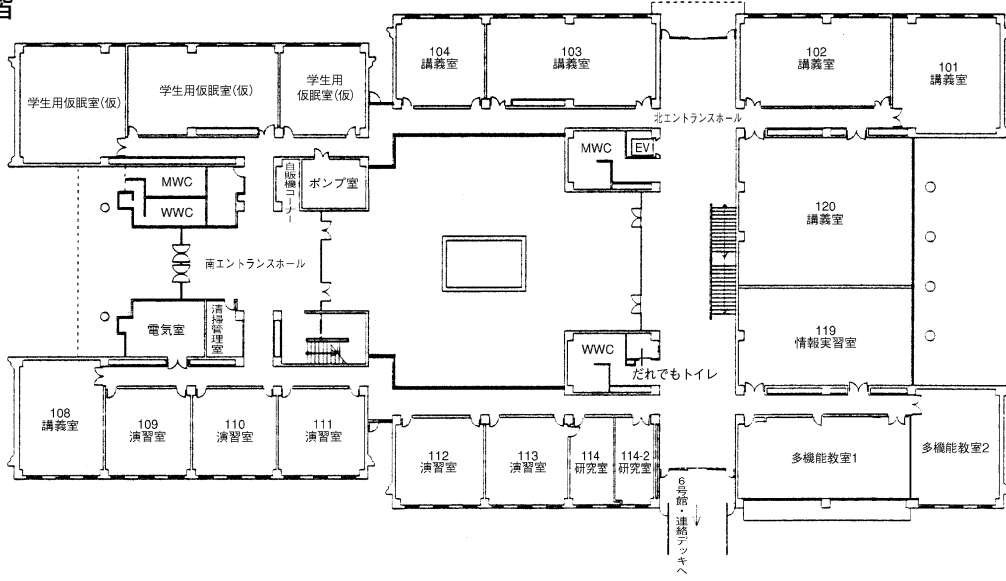 階
104
講義室
103
講義室
102
講義室
101
講義室
学生用仮眠室(仮)
学生用仮眠室(仮)
学生用
仮眠室(仮)
北エントランスホール
MWC
EV
MWC
WWC
自販機コーナー
ポンプ室
120
講義室
南エントランスホール
電気室
清掃管理室
119
情報実習室
WWC
だれでもトイレ
108
講義室
109
演習室
110
演習室
111
演習室
112
演習室
113
演習室
114
研究室
114-2
研究室
多機能教室1
多機能教室2
6号館・連絡デッキへ